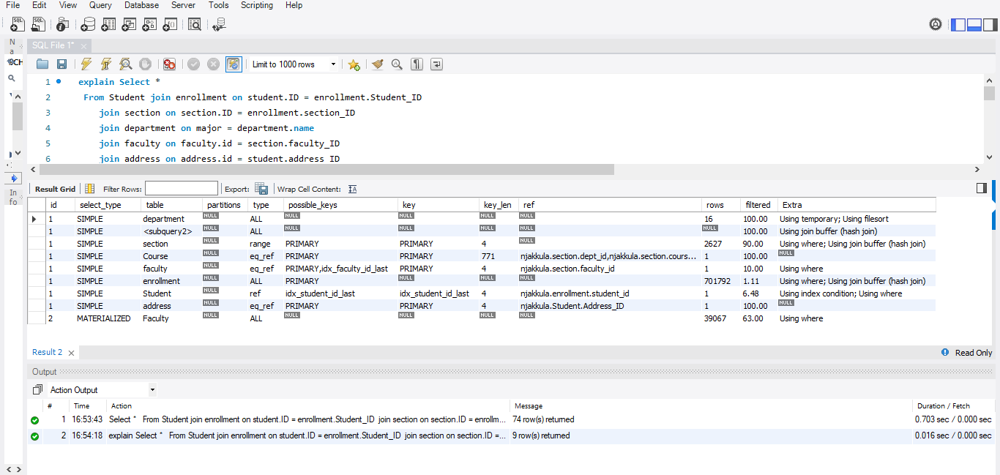 File Edit View Query Database Server Tools Scripting Help
SQL File 1*
Limit to 1000 rows
1 explain Select *
2 From Student join enrollment on student.ID = enrollment.Student_ID
3 join section on section.ID = enrollment.section_ID
4 join department on major = department.name
5 join faculty on faculty.id = section.faculty_ID
6 join address on address.id = student.address_ID
Na
CH
Info
Result Grid Filter Rows: Export: Wrap Cell Content:
id select_type table partitions type possible_keys key key_len ref rows filtered Extra
1 SIMPLE department NULL ALL NULL NULL NULL NULL 16 100.00 Using temporary; Using filesort
1 SIMPLE <subquery2> NULL ALL NULL NULL NULL NULL NULL 100.00 Using join buffer (hash join)
1 SIMPLE section NULL range PRIMARY PRIMARY 4 NULL 2627 90.00 Using where; Using join buffer (hash join)
1 SIMPLE Course NULL eq_ref PRIMARY PRIMARY 771 njakkula.section.dept_id,njakkula.section.cours... 1 100.00 NULL
1 SIMPLE faculty NULL eq_ref PRIMARY,idx_faculty_id_last PRIMARY 4 njakkula.section.faculty_id 1 10.00 Using where
1 SIMPLE enrollment NULL ALL PRIMARY NULL NULL NULL 701792 1.11 Using where; Using join buffer (hash join)
1 SIMPLE Student NULL ref idx_student_id_last idx_student_id_last 4 njakkula.enrollment.student_id 1 6.48 Using index condition; Using where
1 SIMPLE address NULL eq_ref PRIMARY PRIMARY 4 njakkula.Student.Address_ID 1 100.00 NULL
2 MATERIALIZED Faculty NULL ALL NULL NULL NULL NULL 39067 63.00 Using where
Result 2
Read Only
Output
Action Output
# Time Action Message Duration / Fetch
1 16:53:43 Select * From Student join enrollment on student.ID = enrollment.Student_ID join section on section.ID = enrollm... 74 row(s) returned 0.703 sec / 0.000 sec
2 16:54:18 explain Select * From Student join enrollment on student.ID = enrollment.Student_ID join section on section.ID =... 9 row(s) returned 0.016 sec / 0.000 sec